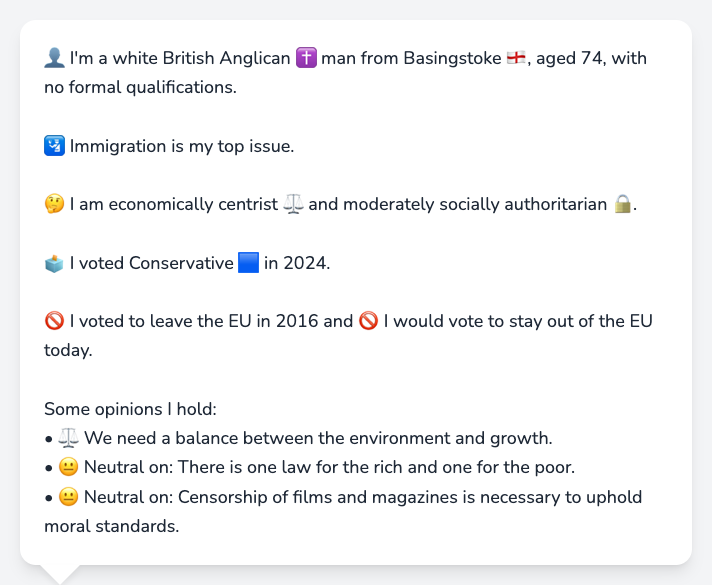 👤 I'm a white British Anglican ✝️ man from Basingstoke 🏴󠁧󠁢󠁥󠁮󠁧󠁿, aged 74, with
no formal qualifications.
🛂 Immigration is my top issue.
🤔 I am economically centrist ⚖️ and moderately socially authoritarian 🔒.
🗳️ I voted Conservative 🟦 in 2024.
🚫 I voted to leave the EU in 2016 and 🚫 I would vote to stay out of the EU
today.
Some opinions I hold:
• ⚖️ We need a balance between the environment and growth.
• 😐 Neutral on: There is one law for the rich and one for the poor.
• 😐 Neutral on: Censorship of films and magazines is necessary to uphold
moral standards.